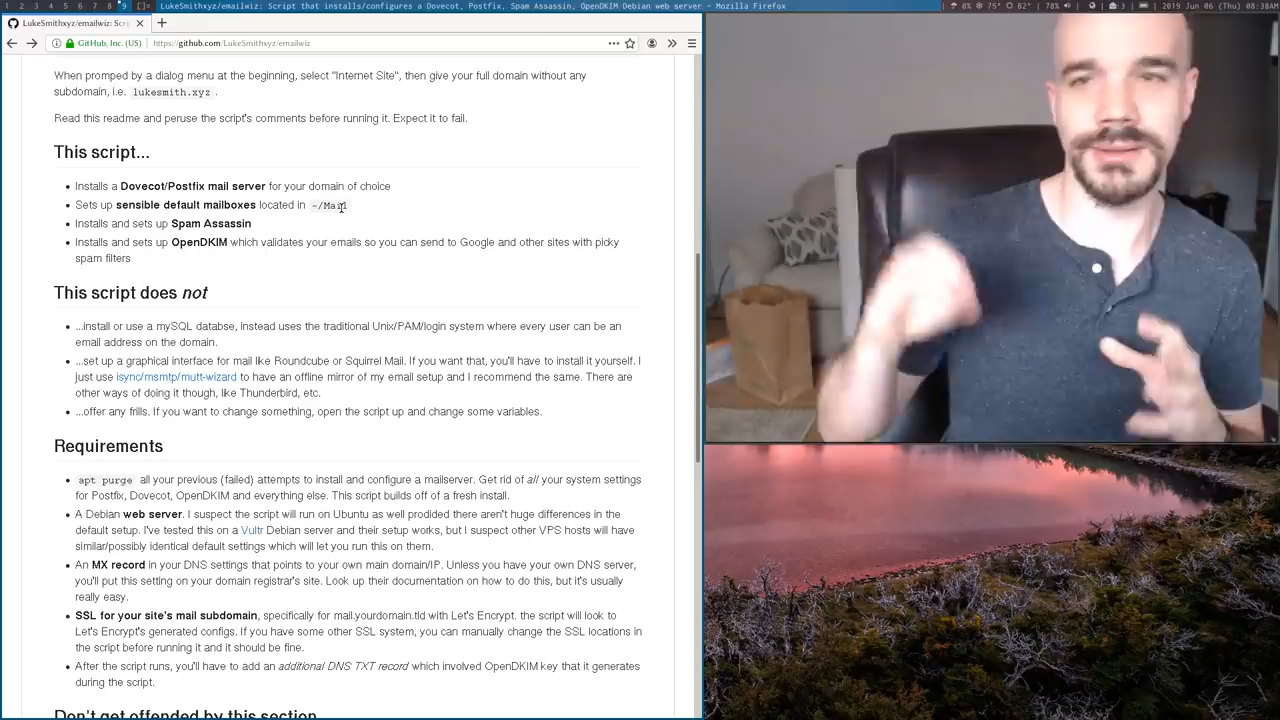 1 2 3 4 5 6 7 8 9 []= LukeSmithxyz/emailwiz: Script that installs/configures a Dovecot, Postfix, Spam Assassin, OpenDKIM Debian web server - Mozilla Firefox 0% 75° 82° 78% :3 2019 Jun 06 (Thu) 08:38AM
LukeSmithxyz/emailwiz: Scri
GitHub, Inc. (US) https://github.com/LukeSmithxyz/emailwiz
When promped by a dialog menu at the beginning, select "Internet Site", then give your full domain without any
subdomain, i.e. lukesmith.xyz .
Read this readme and peruse the script's comments before running it. Expect it to fail.
This script...
Installs a Dovecot/Postfix mail server for your domain of choice
Sets up sensible default mailboxes located in ~/Mail
Installs and sets up Spam Assassin
Installs and sets up OpenDKIM which validates your emails so you can send to Google and other sites with picky
spam filters
This script does not
...install or use a mySQL databse, instead uses the traditional Unix/PAM/login system where every user can be an
email address on the domain.
...set up a graphical interface for mail like Roundcube or Squirrel Mail. If you want that, you'll have to install it yourself. I
just use isync/msmtp/mutt-wizard to have an offline mirror of my email setup and I recommend the same. There are
other ways of doing it though, like Thunderbird, etc.
...offer any frills. If you want to change something, open the script up and change some variables.
Requirements
apt purge all your previous (failed) attempts to install and configure a mailserver. Get rid of all your system settings
for Postfix, Dovecot, OpenDKIM and everything else. This script builds off of a fresh install.
A Debian web server. I suspect the script will run on Ubuntu as well prodided there aren't huge differences in the
default setup. I've tested this on a Vultr Debian server and their setup works, but I suspect other VPS hosts will have
similar/possibly identical default settings which will let you run this on them.
An MX record in your DNS settings that points to your own main domain/IP. Unless you have your own DNS server,
you'll put this setting on your domain registrar's site. Look up their documentation on how to do this, but it's usually
really easy.
SSL for your site's mail subdomain, specifically for mail.yourdomain.tld with Let's Encrypt. the script will look to
Let's Encrypt's generated configs. If you have some other SSL system, you can manually change the SSL locations in
the script before running it and it should be fine.
After the script runs, you'll have to add an additional DNS TXT record which involved OpenDKIM key that it generates
during the script.
Don't get offended by this section